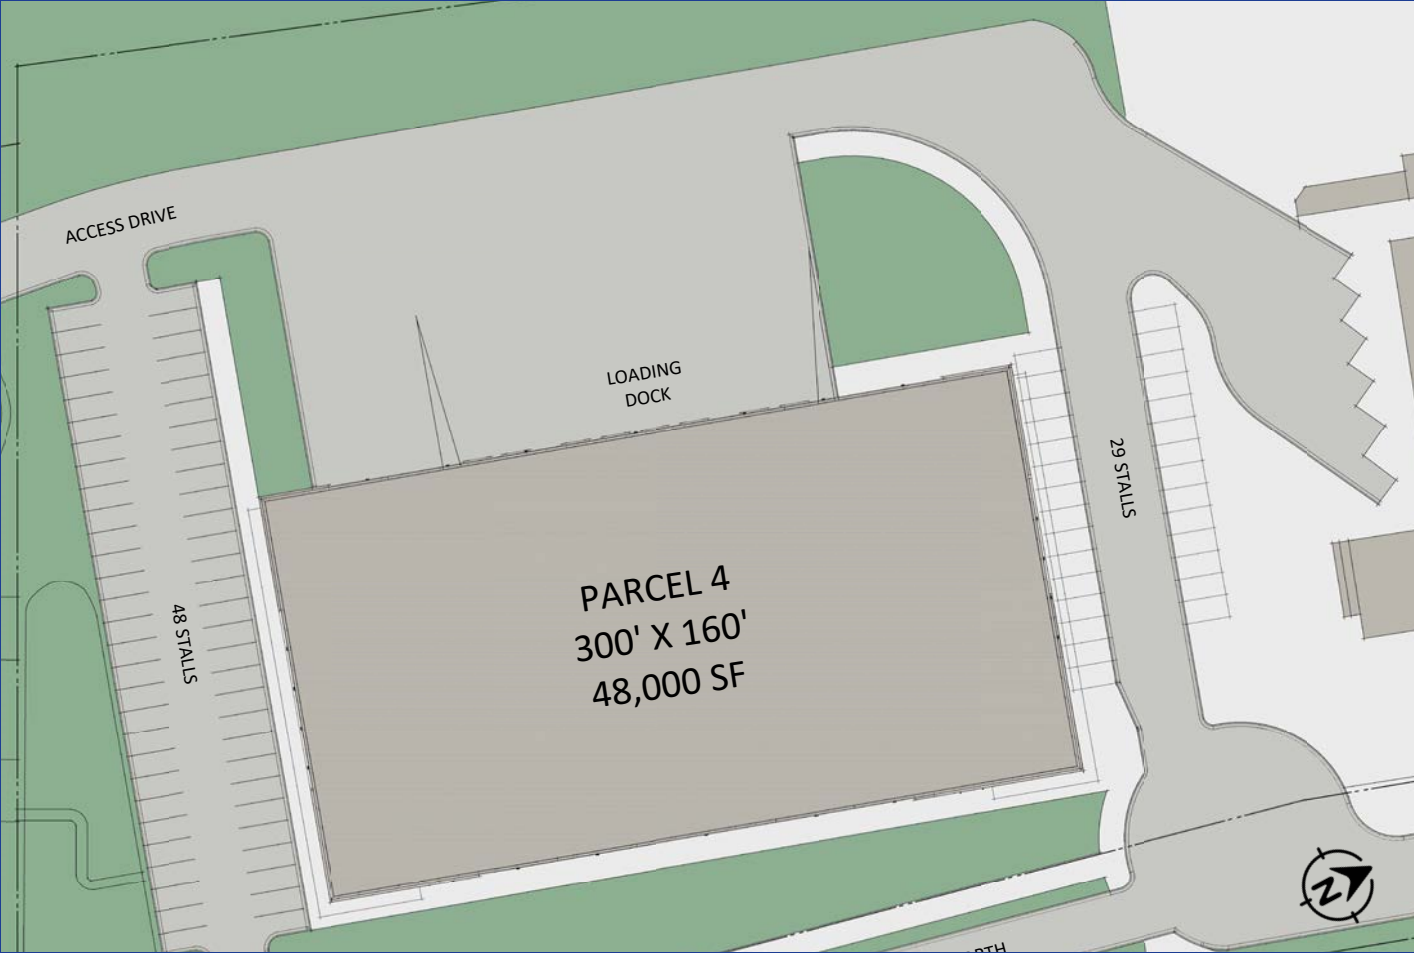 ACCESS DRIVE
LOADING
DOCK
29 STALLS
48 STALLS
PARCEL 4
300' X 160'
48,000 SF
N